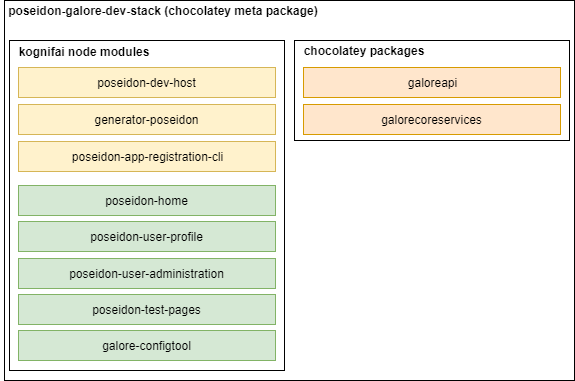 poseidon-galore-dev-stack (chocolatey meta package)
kognifai node modules
poseidon-dev-host
generator-poseidon
poseidon-app-registration-cli
poseidon-home
poseidon-user-profile
poseidon-user-administration
poseidon-test-pages
galore-configtool
chocolatey packages
galoreapi
galorecoreservices